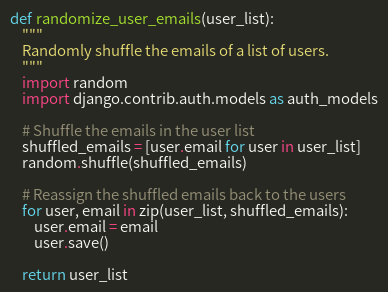 def randomize_user_emails(user_list):
    """
    Randomly shuffle the emails of a list of users.
    """
    import random
    import django.contrib.auth.models as auth_models

    # Shuffle the emails in the user list
    shuffled_emails = [user.email for user in user_list]
    random.shuffle(shuffled_emails)

    # Reassign the shuffled emails back to the users
    for user, email in zip(user_list, shuffled_emails):
        user.email = email
        user.save()

    return user_list